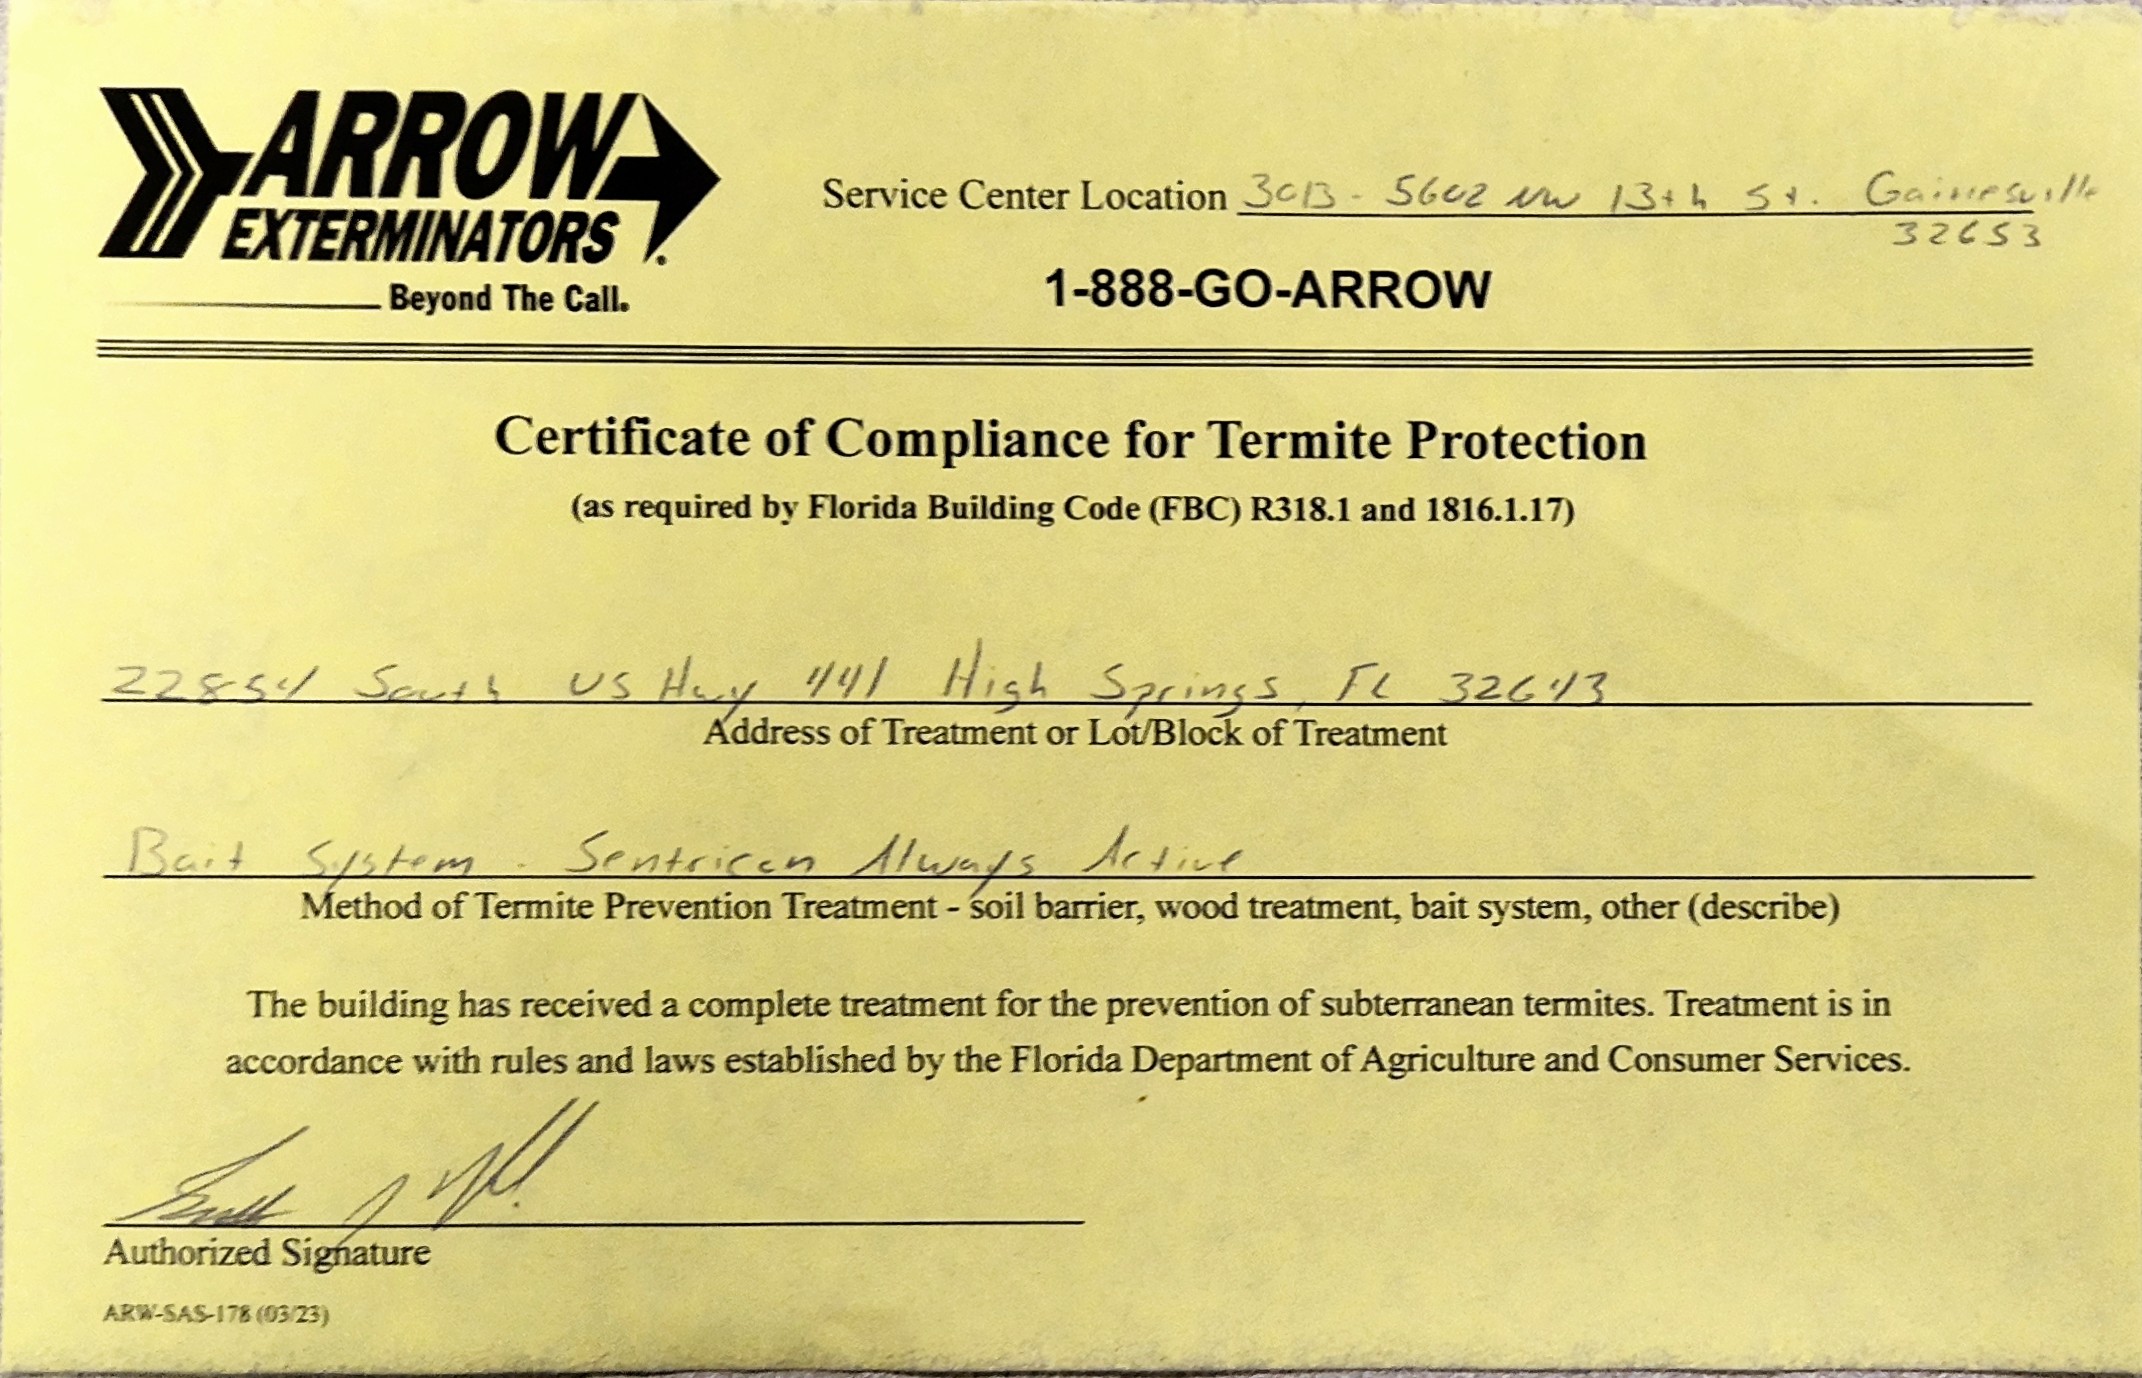 ARROW
EXTERMINATORS
Beyond The Call.
Service Center Location 3013 - 5602 NW 13th St. Gainesville
32653
1-888-GO-ARROW
Certificate of Compliance for Termite Protection
(as required by Florida Building Code (FBC) R318.1 and 1816.1.17)
22854 South US Hwy 441 High Springs, FL 32643
Address of Treatment or Lot/Block of Treatment
Bait System - Sentricon Always Active
Method of Termite Prevention Treatment - soil barrier, wood treatment, bait system, other (describe)
The building has received a complete treatment for the prevention of subterranean termites. Treatment is in
accordance with rules and laws established by the Florida Department of Agriculture and Consumer Services.
Authorized Signature
ARW-SAS-178 (03/23)